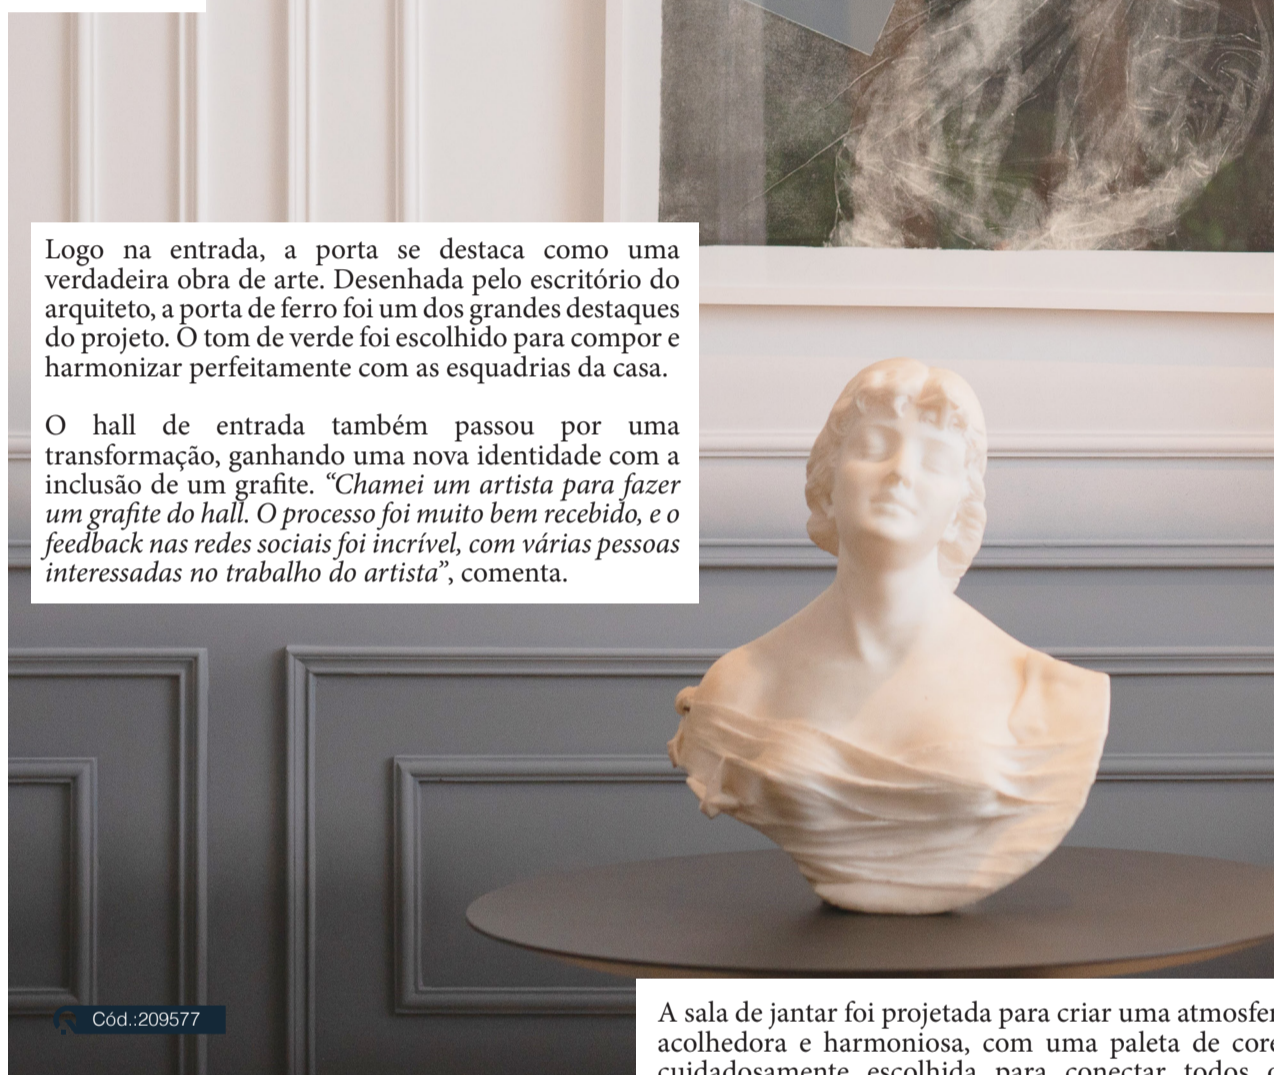 Logo na entrada, a porta se destaca como uma
verdadeira obra de arte. Desenhada pelo escritório do
arquiteto, a porta de ferro foi um dos grandes destaques
do projeto. O tom de verde foi escolhido para compor e
harmonizar perfeitamente com as esquadrias da casa.
O hall de entrada também passou por uma
transformação, ganhando uma nova identidade com a
inclusão de um grafite. “Chamei um artista para fazer
um grafite do hall. O processo foi muito bem recebido, e o
feedback nas redes sociais foi incrível, com várias pessoas
interessadas no trabalho do artista”, comenta.
Cód.:209577
A sala de jantar foi projetada para criar uma
acolhedora e harmoniosa, com uma paleta de
cuidadosamente escolhida para conectar todos